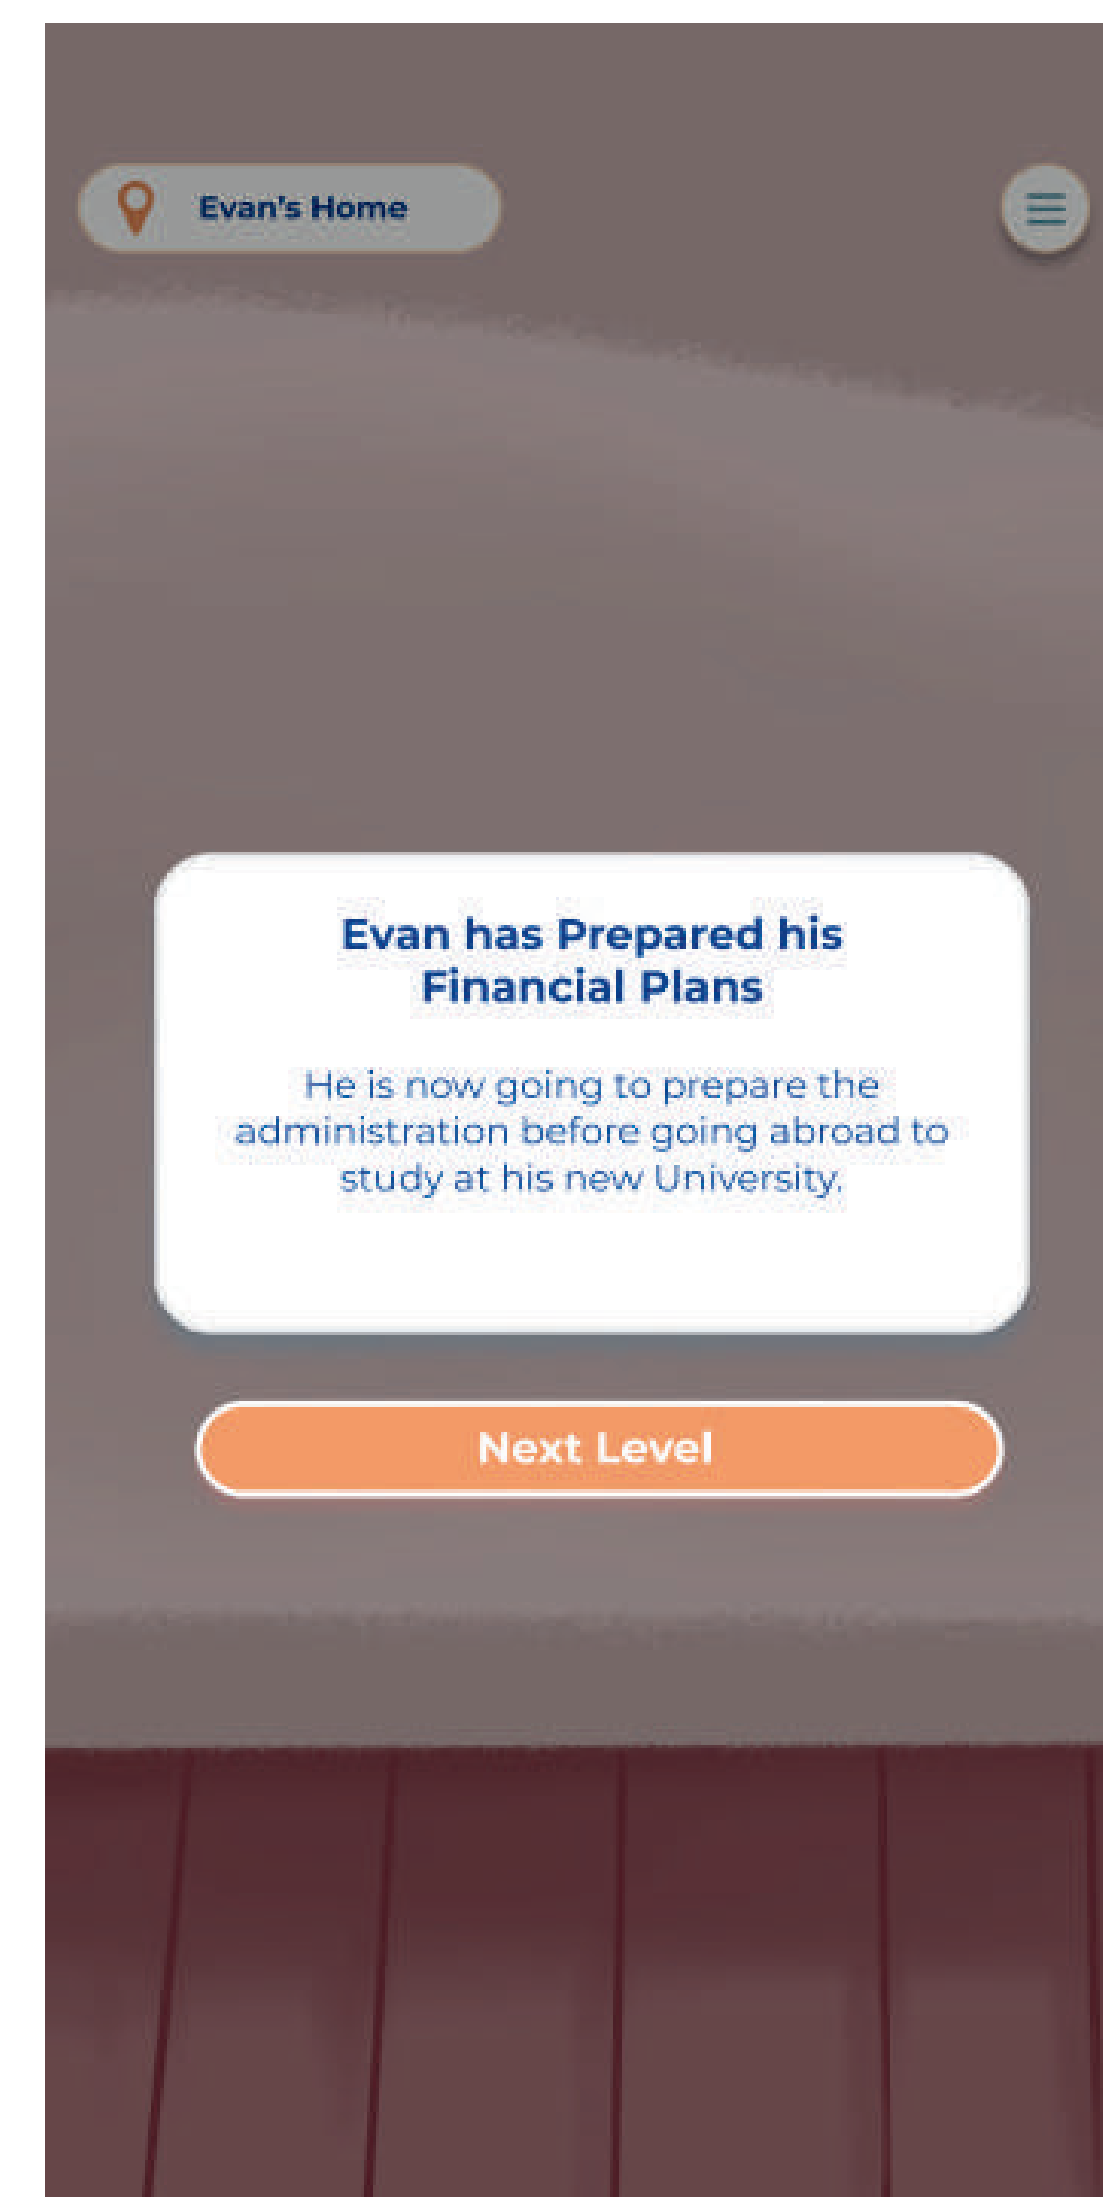 Evan's Home
Evan has Prepared his
Financial Plans
He is now going to prepare the
administration before going abroad to
study at his new University.
Next Level